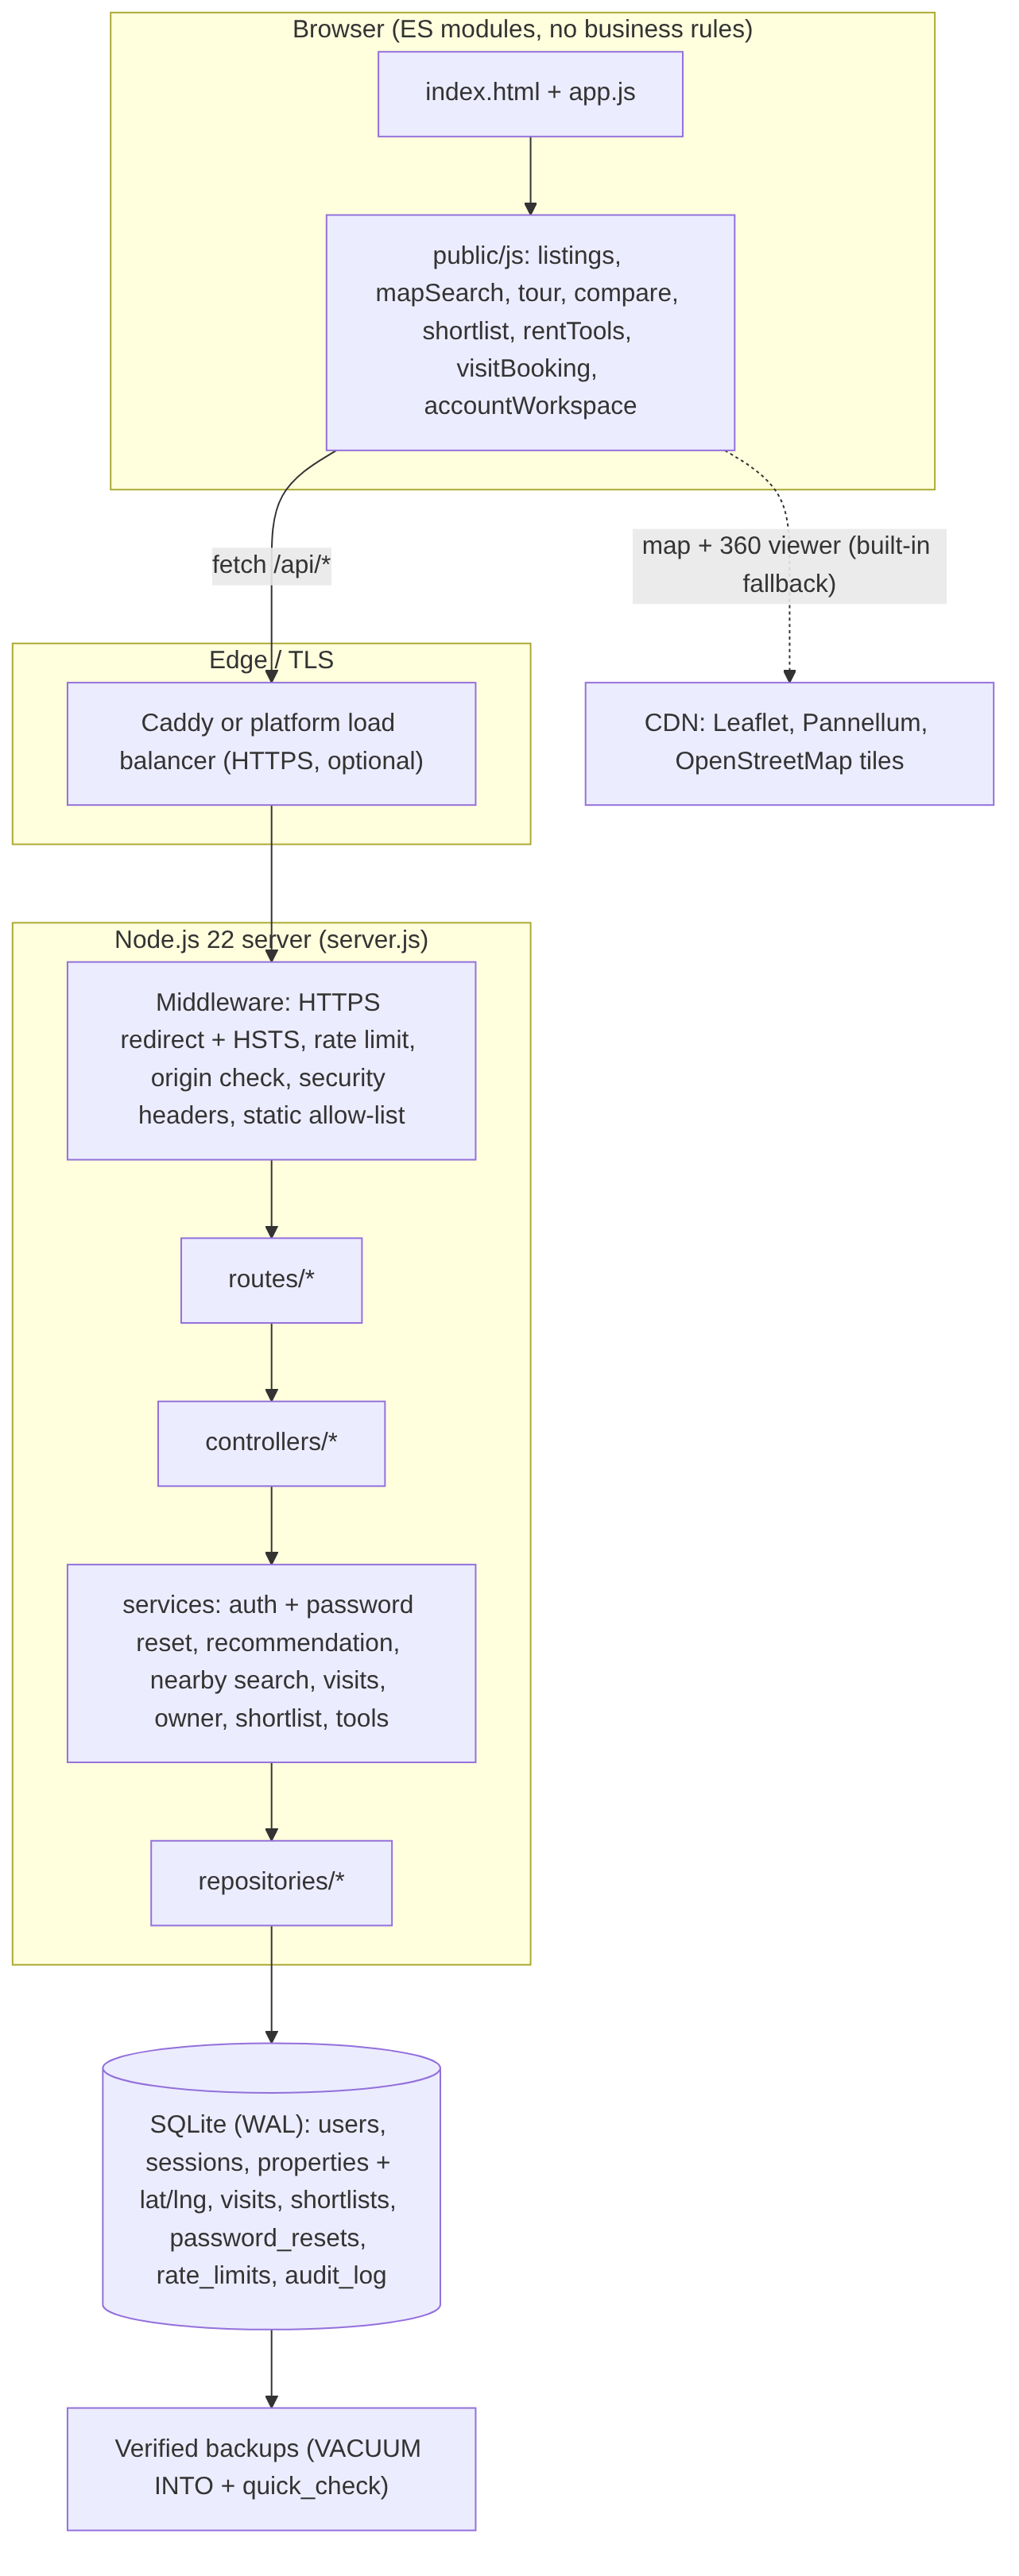 Browser (ES modules, no business rules)
index.html + app.js
public/js: listings,
mapSearch, tour, compare,
shortlist, rentTools,
visitBooking,
accountWorkspace
fetch /api/*
map + 360 viewer (built-in
fallback)
Edge / TLS
Caddy or platform load
balancer (HTTPS, optional)
CDN: Leaflet, Pannellum,
OpenStreetMap tiles
Node.js 22 server (server.js)
Middleware: HTTPS
redirect + HSTS, rate limit,
origin check, security
headers, static allow-list
routes/*
controllers/*
services: auth + password
reset, recommendation,
nearby search, visits,
owner, shortlist, tools
repositories/*
SQLite (WAL): users,
sessions, properties +
lat/lng, visits, shortlists,
password_resets,
rate_limits, audit_log
Verified backups (VACUUM
INTO + quick_check)